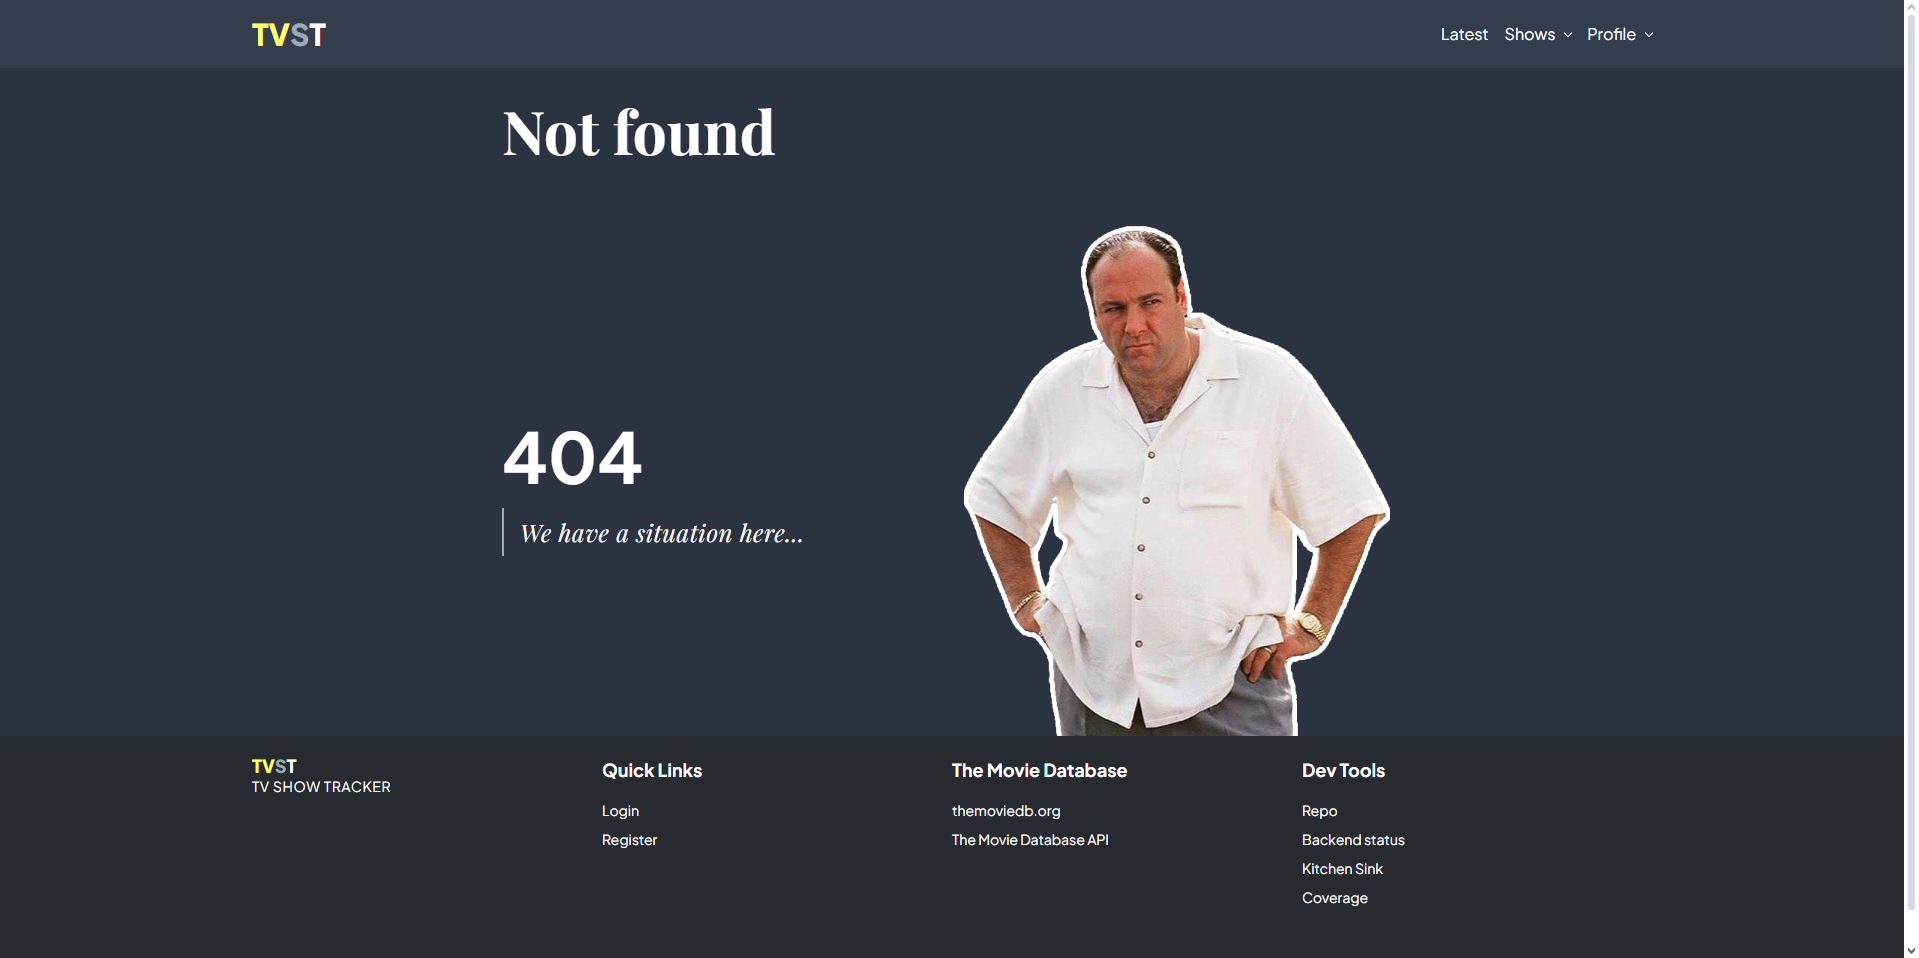 TVST
Latest Shows Profile
Not found
404
We have a situation here...
TVST
TV SHOW TRACKER
Quick Links
Login
Register
The Movie Database
themoviedb.org
The Movie Database API
Dev Tools
Repo
Backend status
Kitchen Sink
Coverage